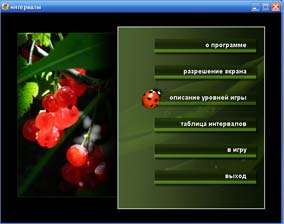 интервалы
о программе
разрешение экрана
описание уровней игры
таблица интервалов
в игру
выход